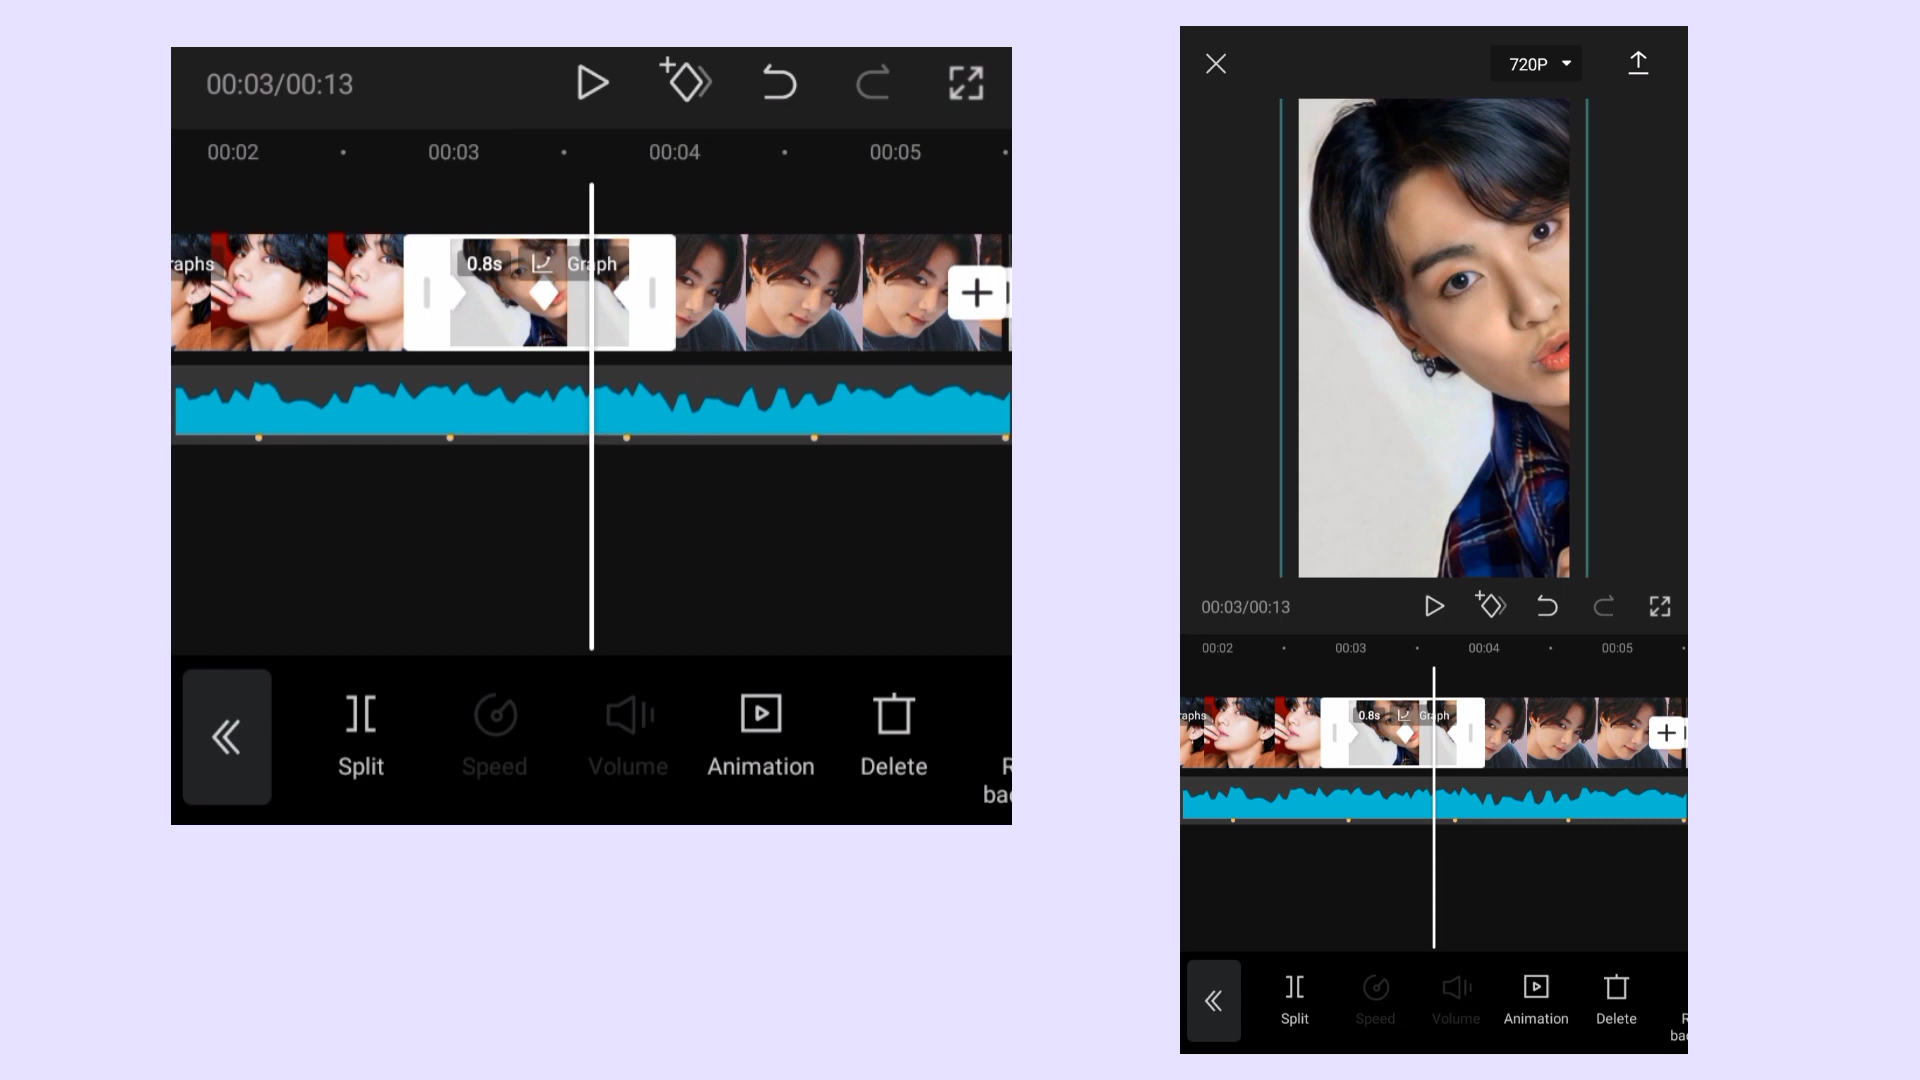 00:03/00:13
00:02 00:03 00:04 00:05
raphs 0.8s Graph
Split Speed Volume Animation Delete R
bac
720P
00:03/00:13
00:02 00:03 00:04 00:05
raphs 0.8s Graph
Split Speed Volume Animation Delete R
bac